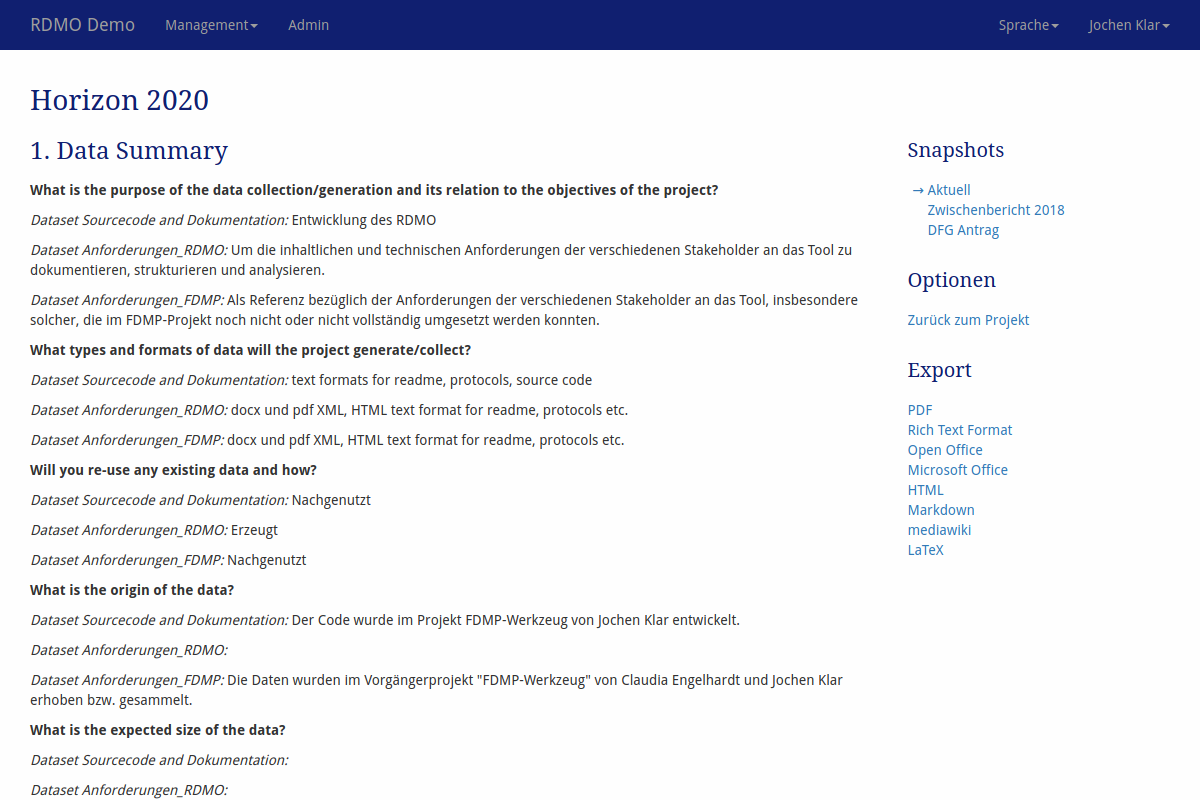 RDMO Demo Management Admin Sprache Jochen Klar
Horizon 2020
1. Data Summary
What is the purpose of the data collection/generation and its relation to the objectives of the project?
Dataset Sourcecode and Dokumentation: Entwicklung des RDMO
Dataset Anforderungen_RDMO: Um die inhaltlichen und technischen Anforderungen der verschiedenen Stakeholder an das Tool zu
dokumentieren, strukturieren und analysieren.
Dataset Anforderungen_FDMP: Als Referenz bezüglich der Anforderungen der verschiedenen Stakeholder an das Tool, insbesondere
solcher, die im FDMP-Projekt noch nicht oder nicht vollständig umgesetzt werden konnten.
What types and formats of data will the project generate/collect?
Dataset Sourcecode and Dokumentation: text formats for readme, protocols, source code
Dataset Anforderungen_RDMO: docx und pdf XML, HTML text format for readme, protocols etc.
Dataset Anforderungen_FDMP: docx und pdf XML, HTML text format for readme, protocols etc.
Will you re-use any existing data and how?
Dataset Sourcecode and Dokumentation: Nachgenutzt
Dataset Anforderungen_RDMO: Erzeugt
Dataset Anforderungen_FDMP: Nachgenutzt
What is the origin of the data?
Dataset Sourcecode and Dokumentation: Der Code wurde im Projekt FDMP-Werkzeug von Jochen Klar entwickelt.
Dataset Anforderungen_RDMO:
Dataset Anforderungen_FDMP: Die Daten wurden im Vorgängerprojekt "FDMP-Werkzeug" von Claudia Engelhardt und Jochen Klar
erhoben bzw. gesammelt.
What is the expected size of the data?
Dataset Sourcecode and Dokumentation:
Dataset Anforderungen_RDMO:
Snapshots
→ Aktuell
Zwischenbericht 2018
DFG Antrag
Optionen
Zurück zum Projekt
Export
PDF
Rich Text Format
Open Office
Microsoft Office
HTML
Markdown
mediawiki
LaTeX